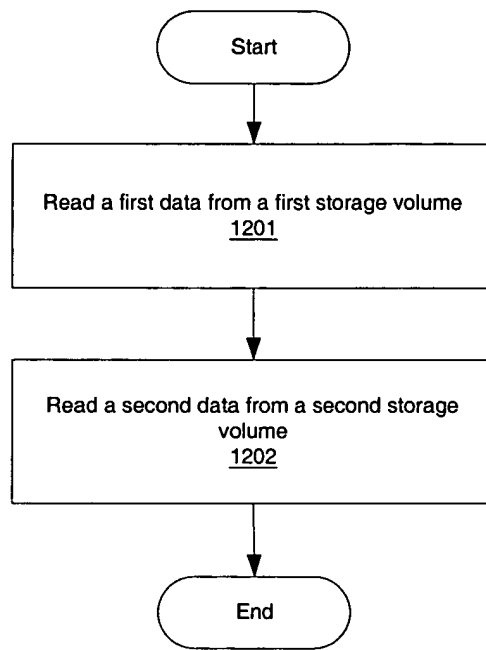 Start
Read a first data from a first storage volume
1201
Read a second data from a second storage
volume
1202
End